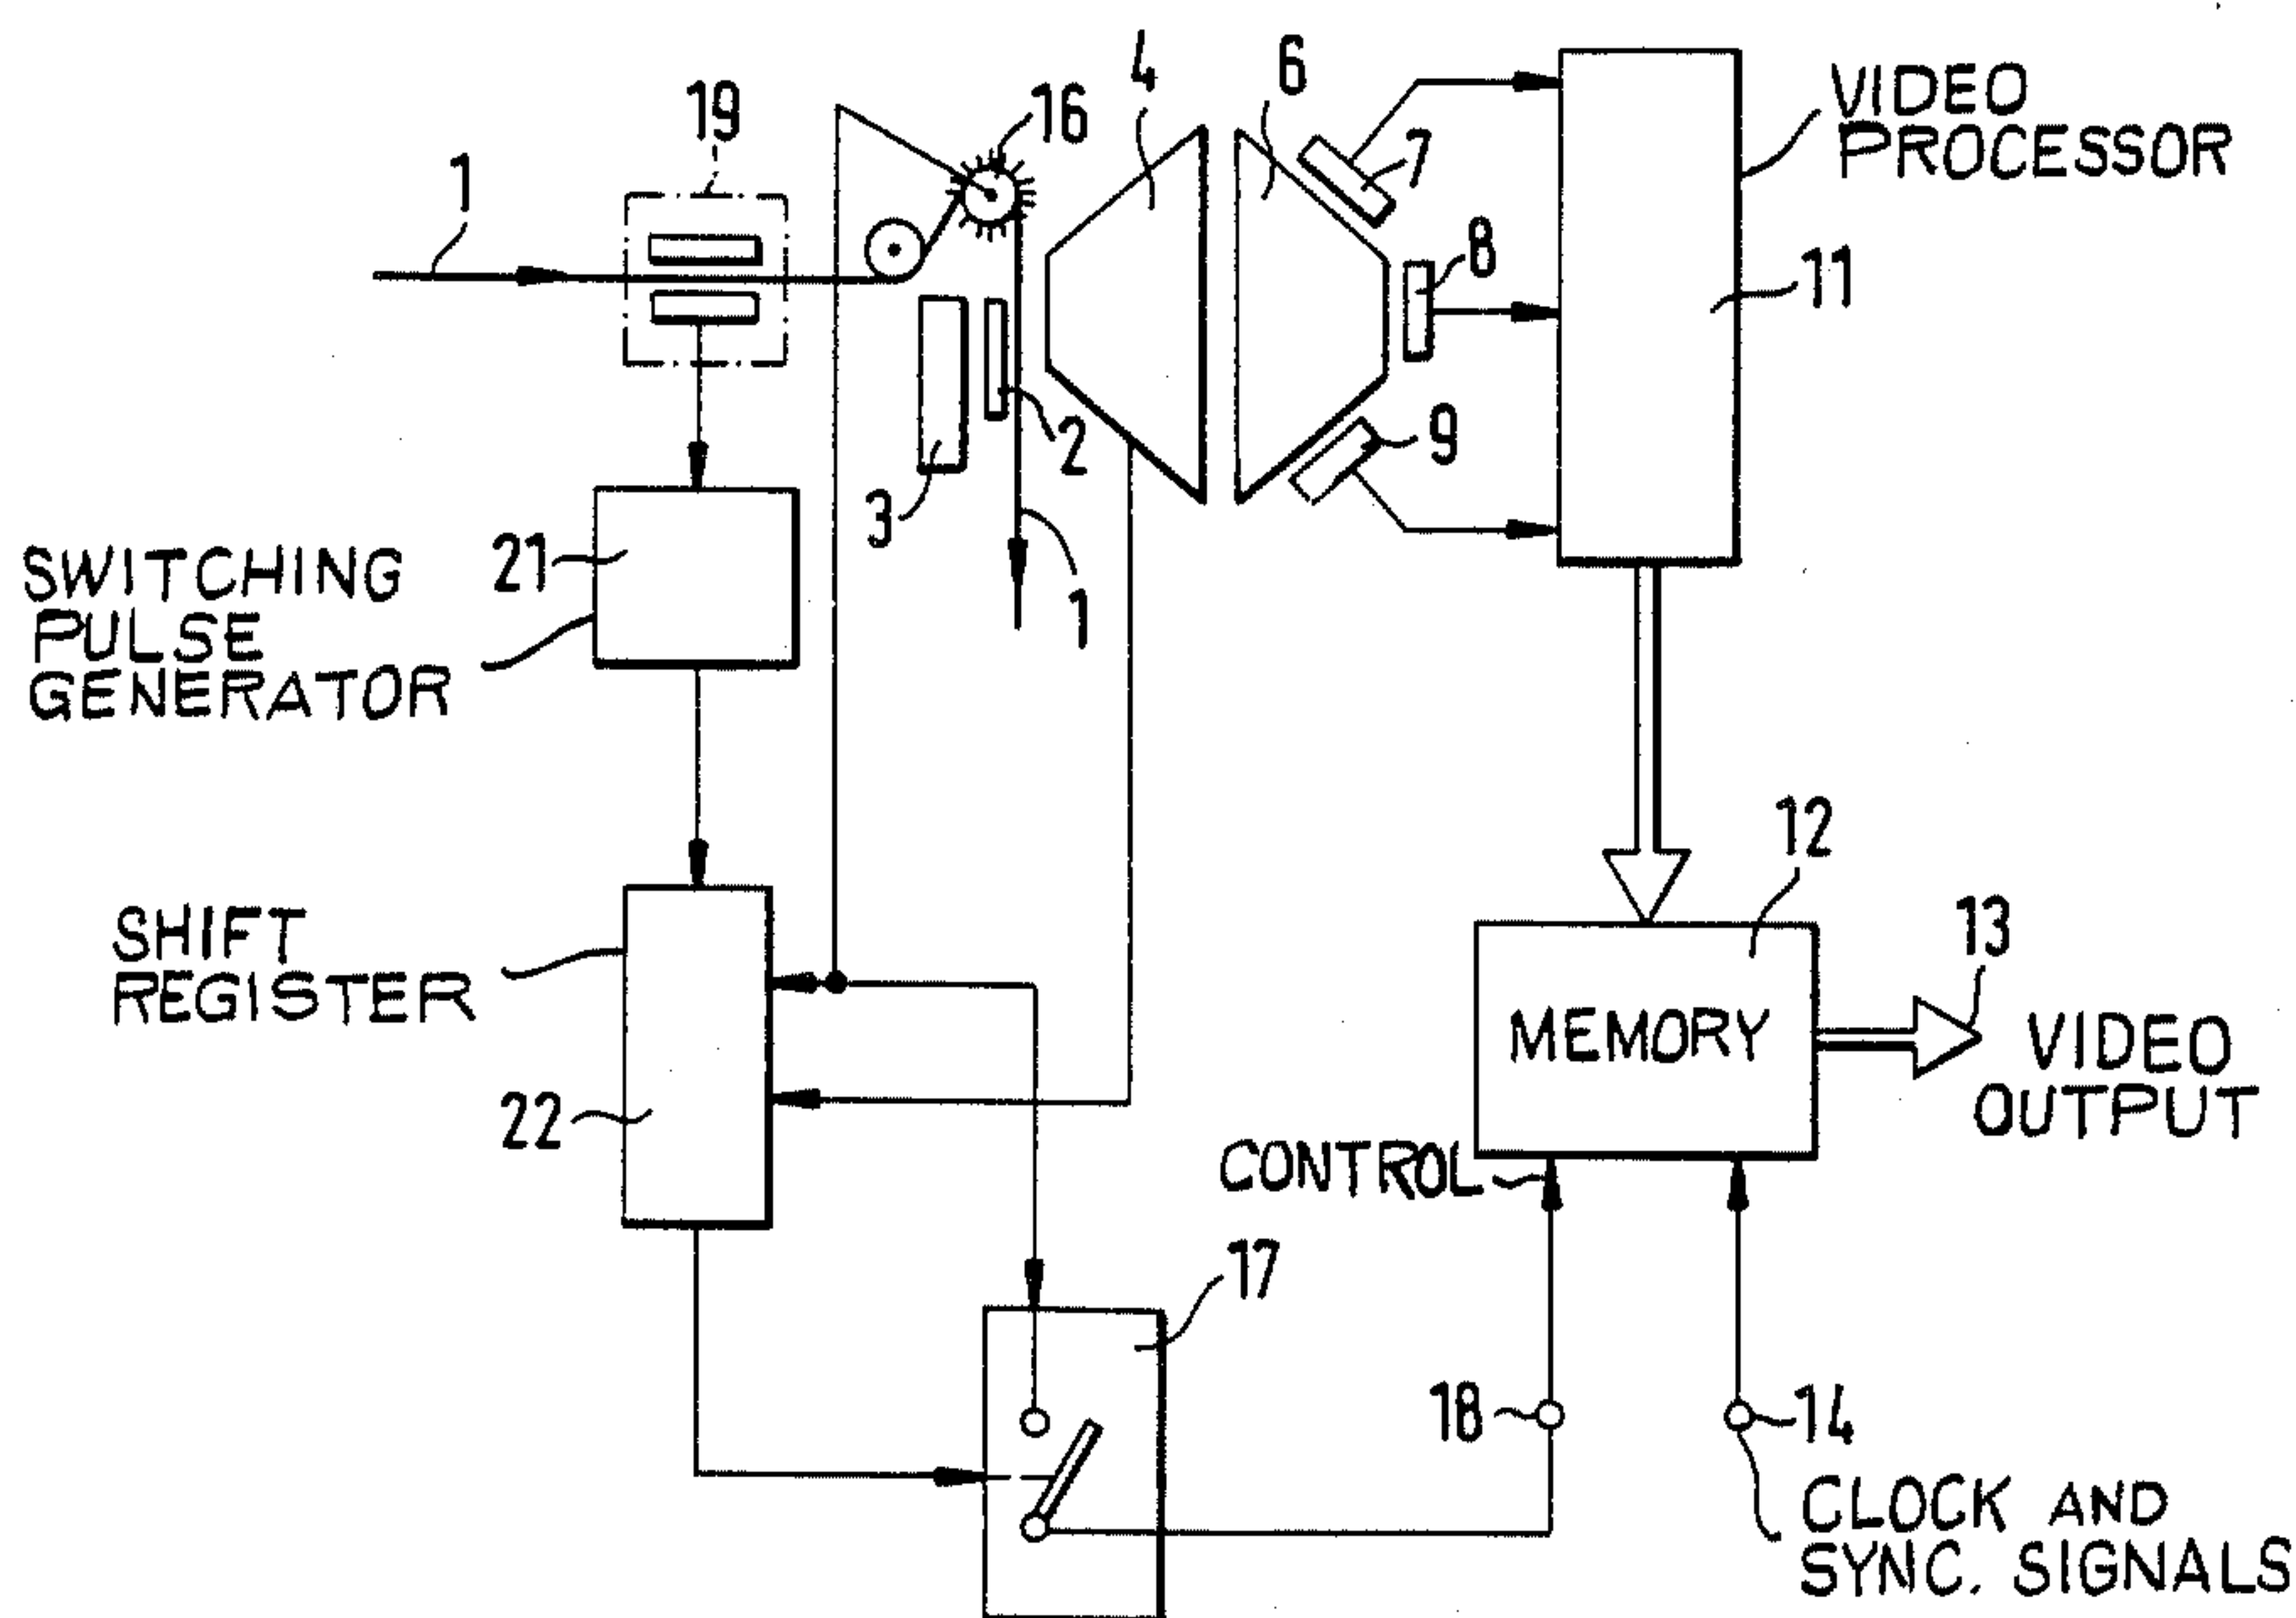 1
19
16
4
6
7
8
9
VIDEO
PROCESSOR
11
3
2
1
21
SWITCHING
PULSE
GENERATOR
SHIFT
REGISTER
22
12
MEMORY
13
VIDEO
OUTPUT
CONTROL
17
18
14
CLOCK AND
SYNC. SIGNALS